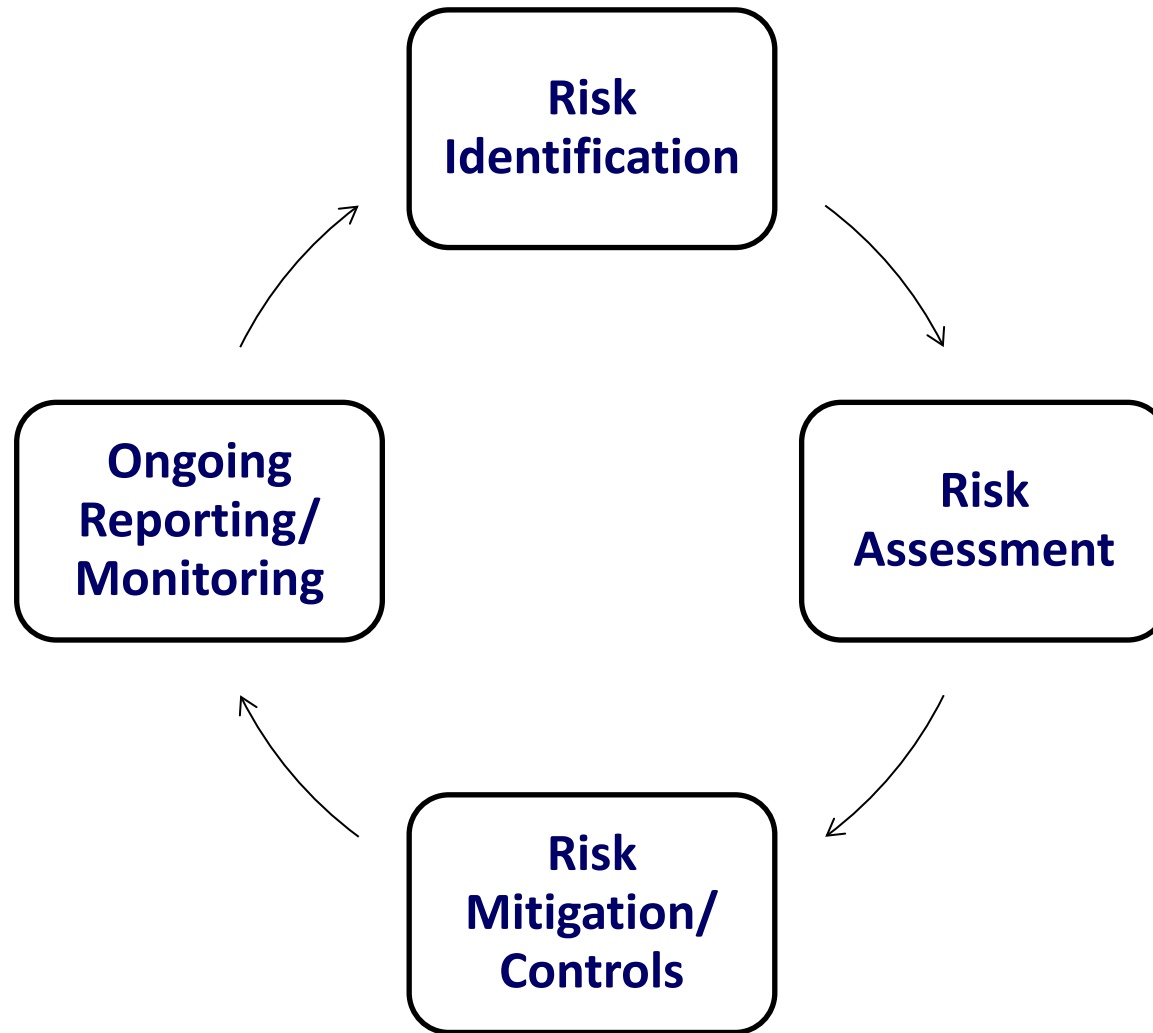 Risk
Identification
Risk
Assessment
Risk
Mitigation/
Controls
Ongoing
Reporting/
Monitoring